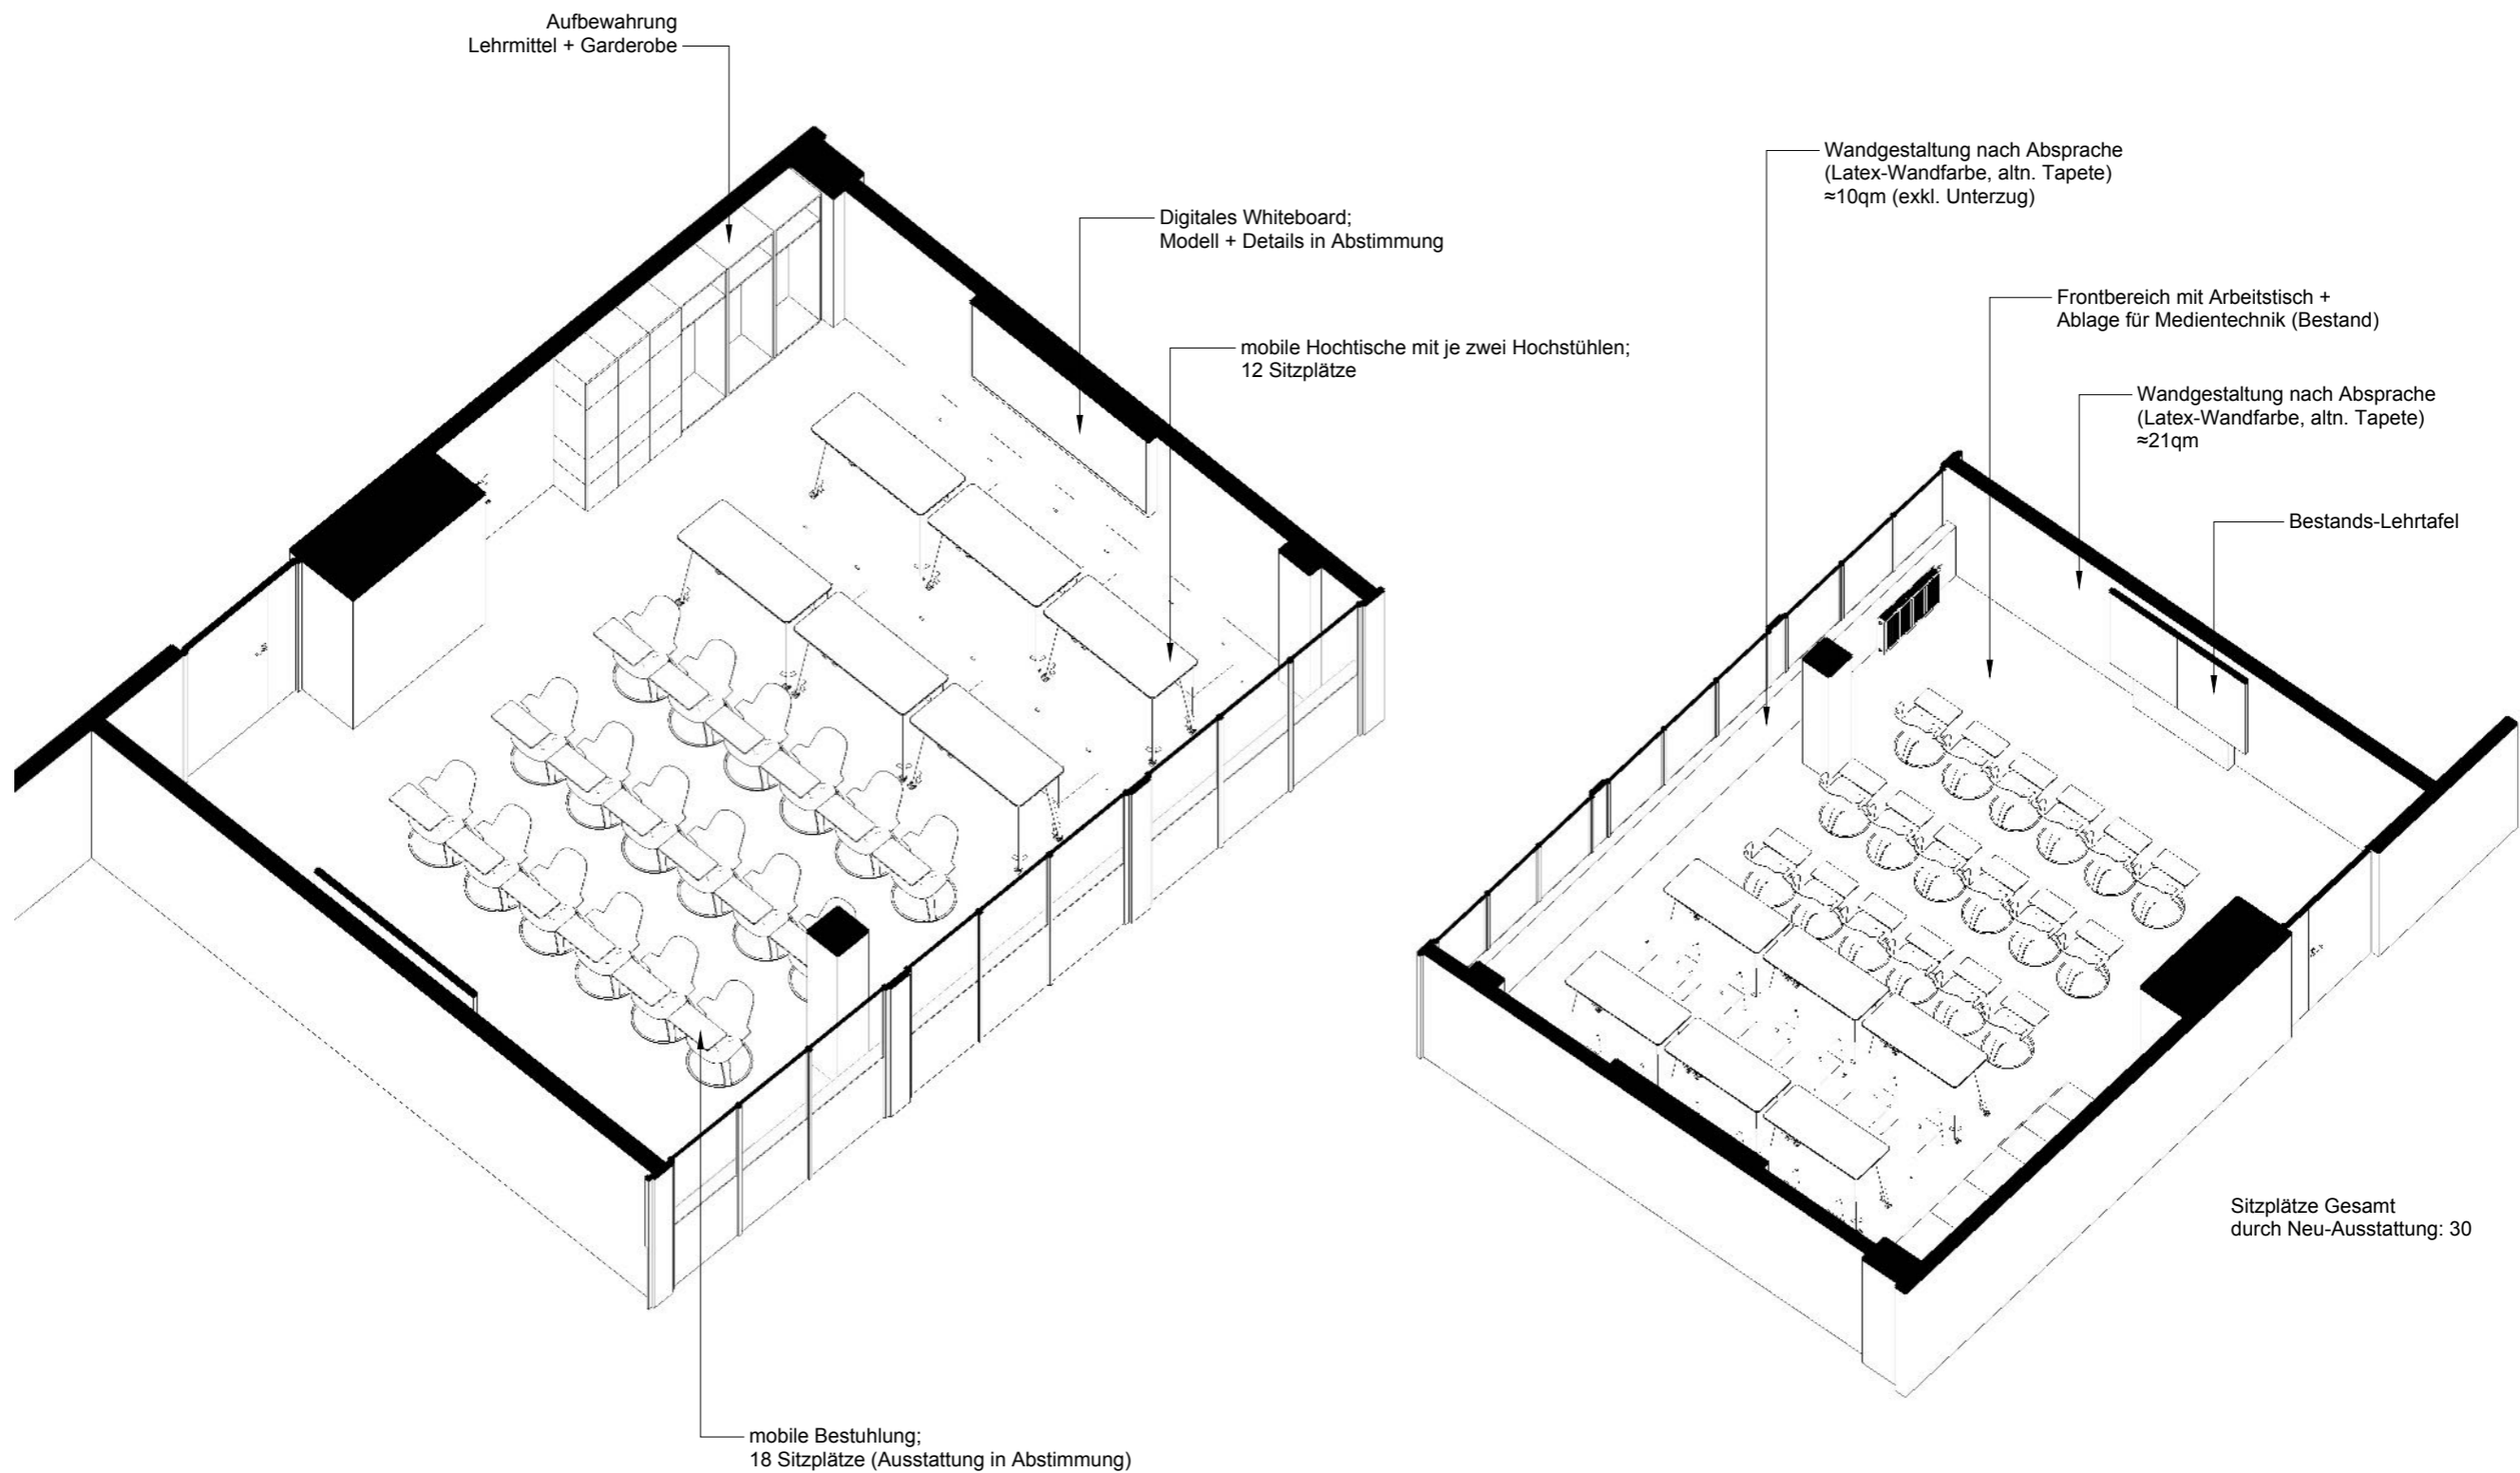 Aufbewahrung
Lehrmittel + Garderobe
Digitales Whiteboard;
Modell + Details in Abstimmung
mobile Hochtische mit je zwei Hochstühlen;
12 Sitzplätze
mobile Bestuhlung;
18 Sitzplätze (Ausstattung in Abstimmung)
Wandgestaltung nach Absprache
(Latex-Wandfarbe, altn. Tapete)
≈10qm (exkl. Unterzug)
Frontbereich mit Arbeitstisch +
Ablage für Medientechnik (Bestand)
Wandgestaltung nach Absprache
(Latex-Wandfarbe, altn. Tapete)
≈21qm
Bestands-Lehrtafel
Sitzplätze Gesamt
durch Neu-Ausstattung: 30